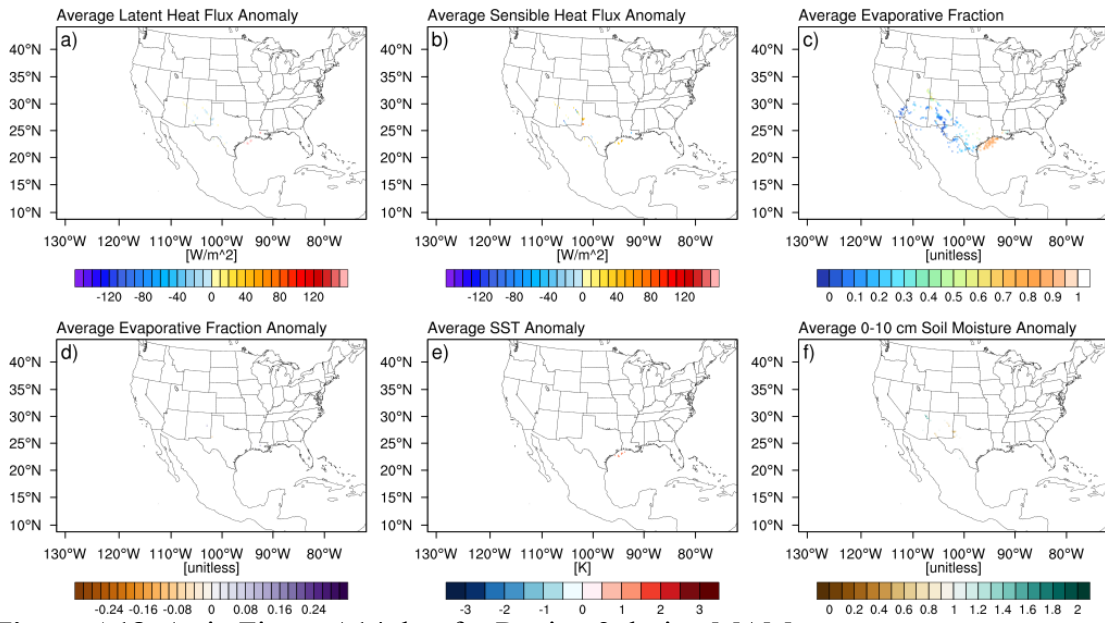 Average Latent Heat Flux Anomaly
Average Sensible Heat Flux Anomaly
Average Evaporative Fraction
a)
b)
c)
40°N
35°N
30°N
25°N
20°N
15°N
10°N
40°N
35°N
30°N
25°N
20°N
15°N
10°N
40°N
35°N
30°N
25°N
20°N
15°N
10°N
130°W 120°W 110°W 100°W 90°W 80°W
130°W 120°W 110°W 100°W 90°W 80°W
130°W 120°W 110°W 100°W 90°W 80°W
[W/m^2]
[W/m^2]
[unitless]
-120 -80 -40 0 40 80 120
-120 -80 -40 0 40 80 120
0 0.1 0.2 0.3 0.4 0.5 0.6 0.7 0.8 0.9 1
Average Evaporative Fraction Anomaly
Average SST Anomaly
Average 0-10 cm Soil Moisture Anomaly
d)
e)
f)
40°N
35°N
30°N
25°N
20°N
15°N
10°N
40°N
35°N
30°N
25°N
20°N
15°N
10°N
40°N
35°N
30°N
25°N
20°N
15°N
10°N
130°W 120°W 110°W 100°W 90°W 80°W
130°W 120°W 110°W 100°W 90°W 80°W
130°W 120°W 110°W 100°W 90°W 80°W
[unitless]
[K]
[unitless]
-0.24 -0.16 -0.08 0 0.08 0.16 0.24
-3 -2 -1 0 1 2 3
0 0.2 0.4 0.6 0.8 1 1.2 1.4 1.6 1.8 2